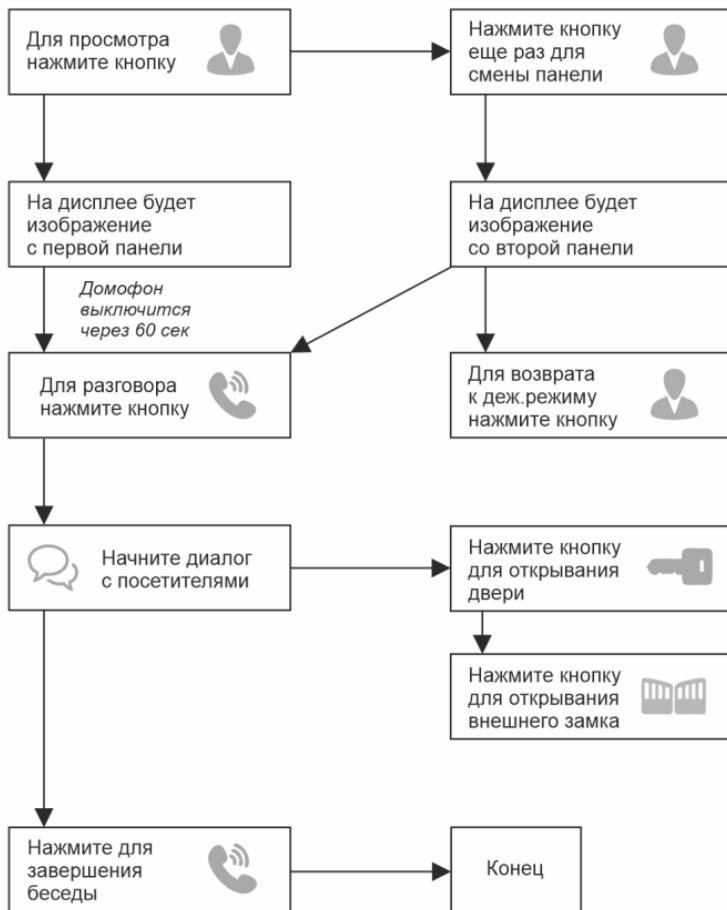 Для просмотра
нажмите кнопку
Нажмите кнопку
еще раз для
смены панели
На дисплее будет
изображение
с первой панели
На дисплее будет
изображение
со второй панели
Домофон
выключится
через 60 сек
Для разговора
нажмите кнопку
Для возврата
к деж.режиму
нажмите кнопку
Начните диалог
с посетителями
Нажмите кнопку
для открывания
двери
Нажмите кнопку
для открывания
внешнего замка
Нажмите для
завершения
беседы
Конец